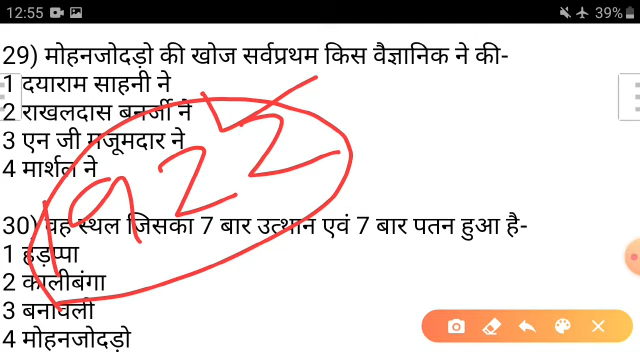 12:55 39%
29) मोहनजोदड़ो की खोज सर्वप्रथम किस वैज्ञानिक ने की-
1 दयाराम साहनी ने
2 राखलदास बनर्जी ने
3 एन जी मजूमदार ने
4 मार्शल ने
1922
30) वह स्थल जिसका 7 बार उत्थान एवं 7 बार पतन हुआ है-
1 हड़प्पा
2 कालीबंगा
3 बनावली
4 मोहनजोदड़ो